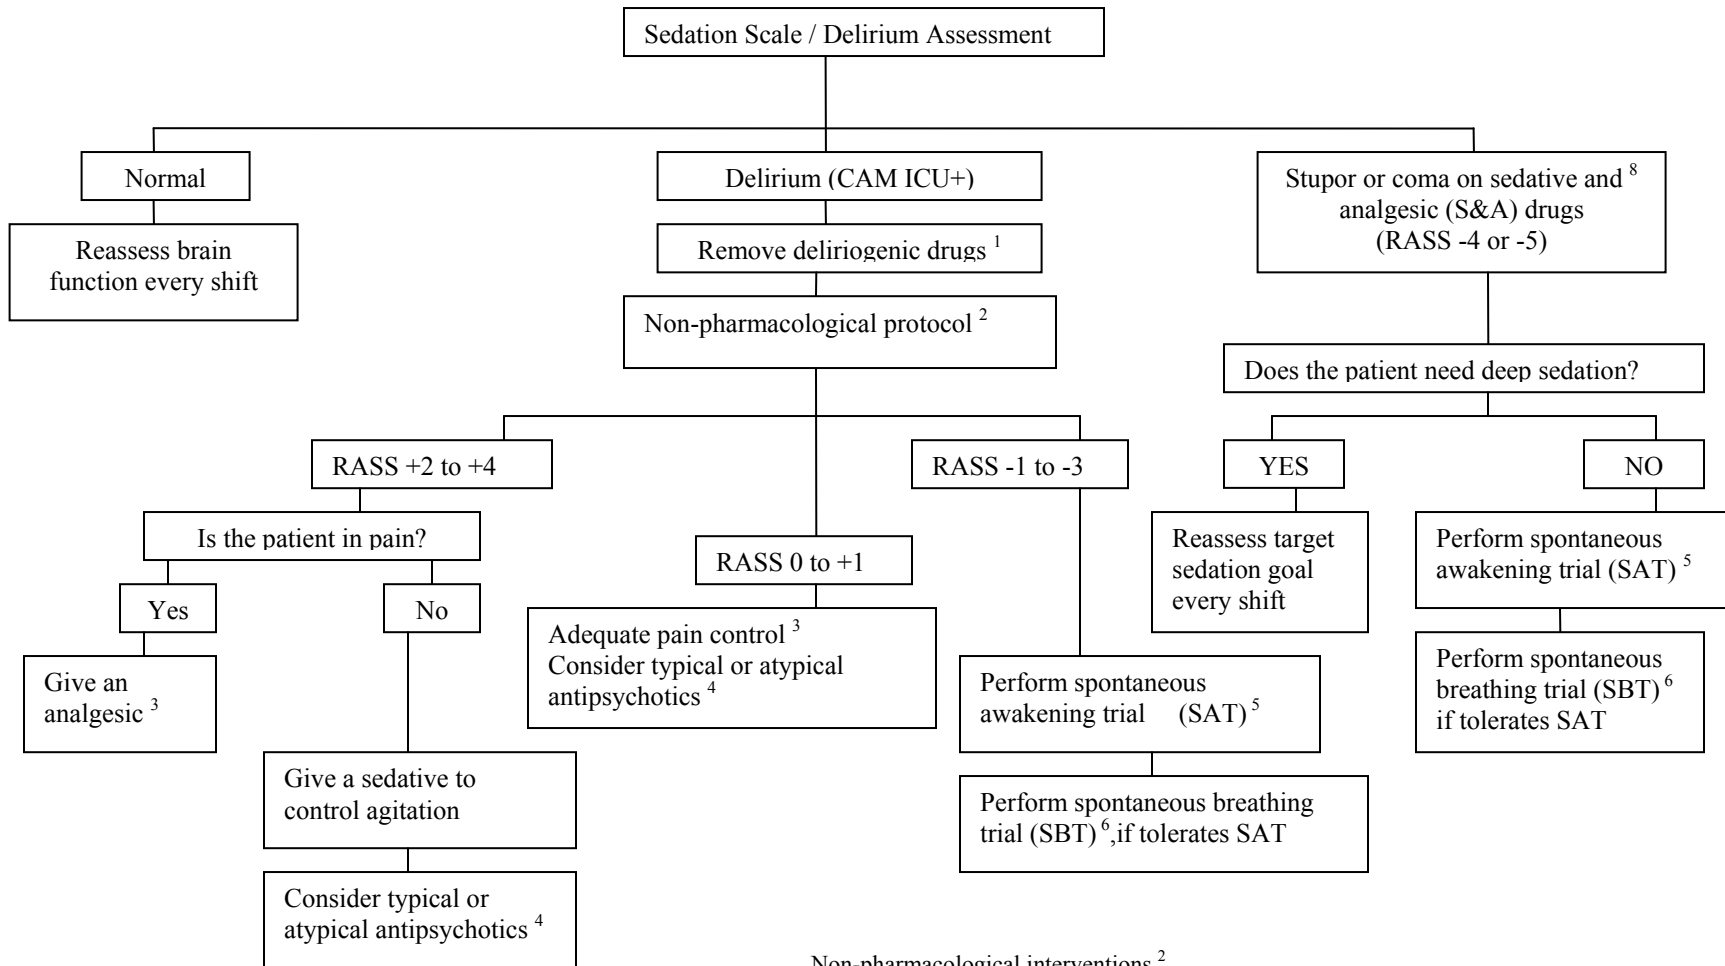 Sedation Scale / Delirium Assessment
Normal
Reassess brain
function every shift
Delirium (CAM ICU+)
Remove deliriogenic drugs 1
Non-pharmacological protocol 2
RASS +2 to +4
Is the patient in pain?
Yes
Give an
analgesic 3
No
Give a sedative to
control agitation
Consider typical or
atypical antipsychotics 4
RASS 0 to +1
Adequate pain control 3
Consider typical or atypical
antipsychotics 4
RASS -1 to -3
Perform spontaneous
awakening trial (SAT) 5
Perform spontaneous breathing
trial (SBT) 6,if tolerates SAT
Stupor or coma on sedative and 8
analgesic (S&A) drugs
(RASS -4 or -5)
Does the patient need deep sedation?
YES
Reassess target
sedation goal
every shift
NO
Perform spontaneous
awakening trial (SAT) 5
Perform spontaneous
breathing trial (SBT) 6
if tolerates SAT
Non-pharmacological interventions 2